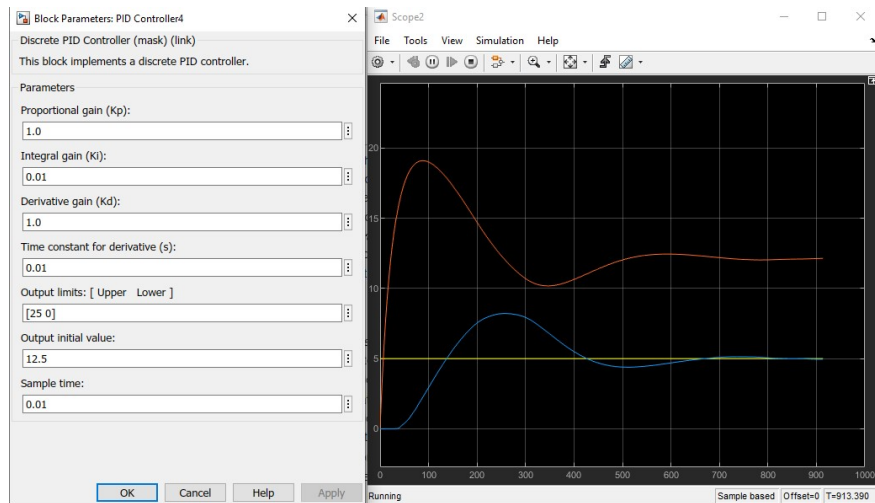 Block Parameters: PID Controller4
Discrete PID Controller (mask) (link)
This block implements a discrete PID controller.
Parameters
Proportional gain (Kp):
1.0
Integral gain (Ki):
0.01
Derivative gain (Kd):
1.0
Time constant for derivative (s):
0.01
Output limits: [ Upper Lower ]
[25 0]
Output initial value:
12.5
Sample time:
0.01
OK Cancel Help Apply
Scope2
File Tools View Simulation Help
20
15
10
5
0
0 100 200 300 400 500 600 700 800 900 1000
Running Sample based Offset=0 T=913.390